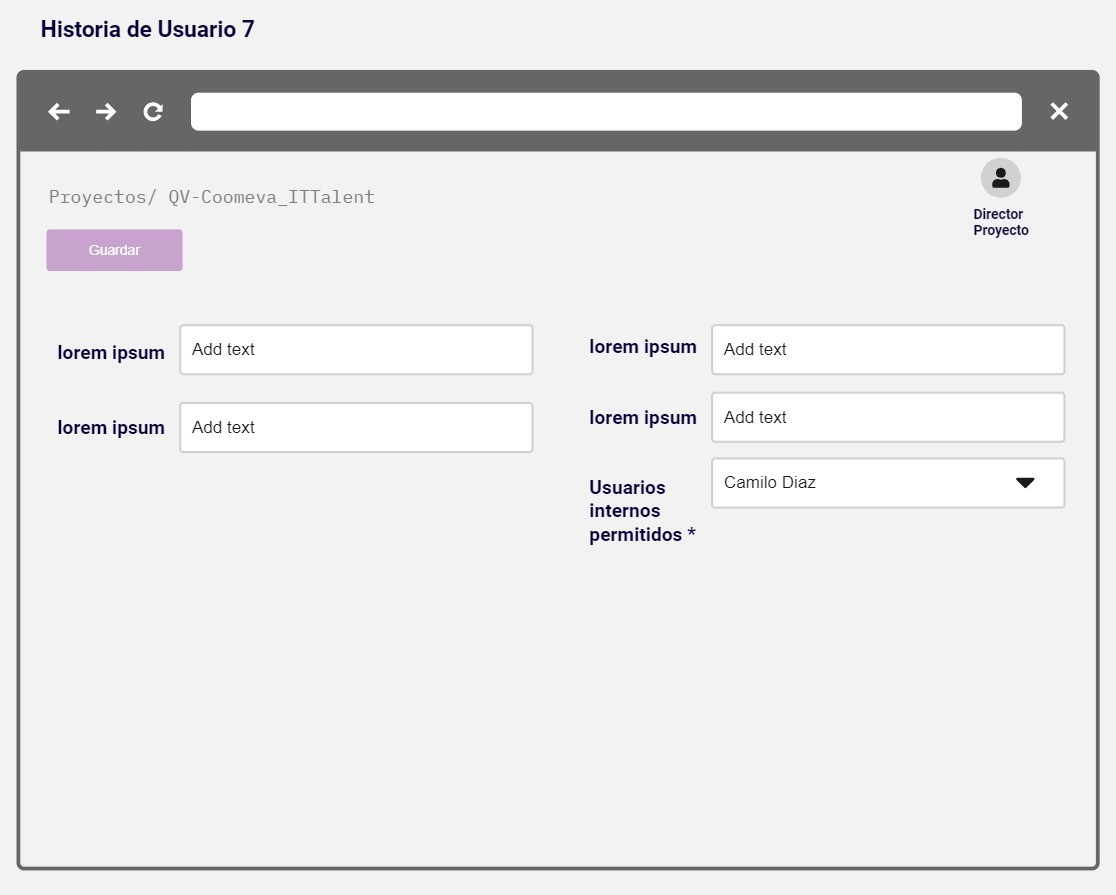 Historia de Usuario 7
Proyectos/ QV-Coomeva_ITTalent
Director
Proyecto
Guardar
lorem ipsum
Add text
lorem ipsum
Add text
lorem ipsum
Add text
lorem ipsum
Add text
Usuarios
internos
permitidos *
Camilo Diaz